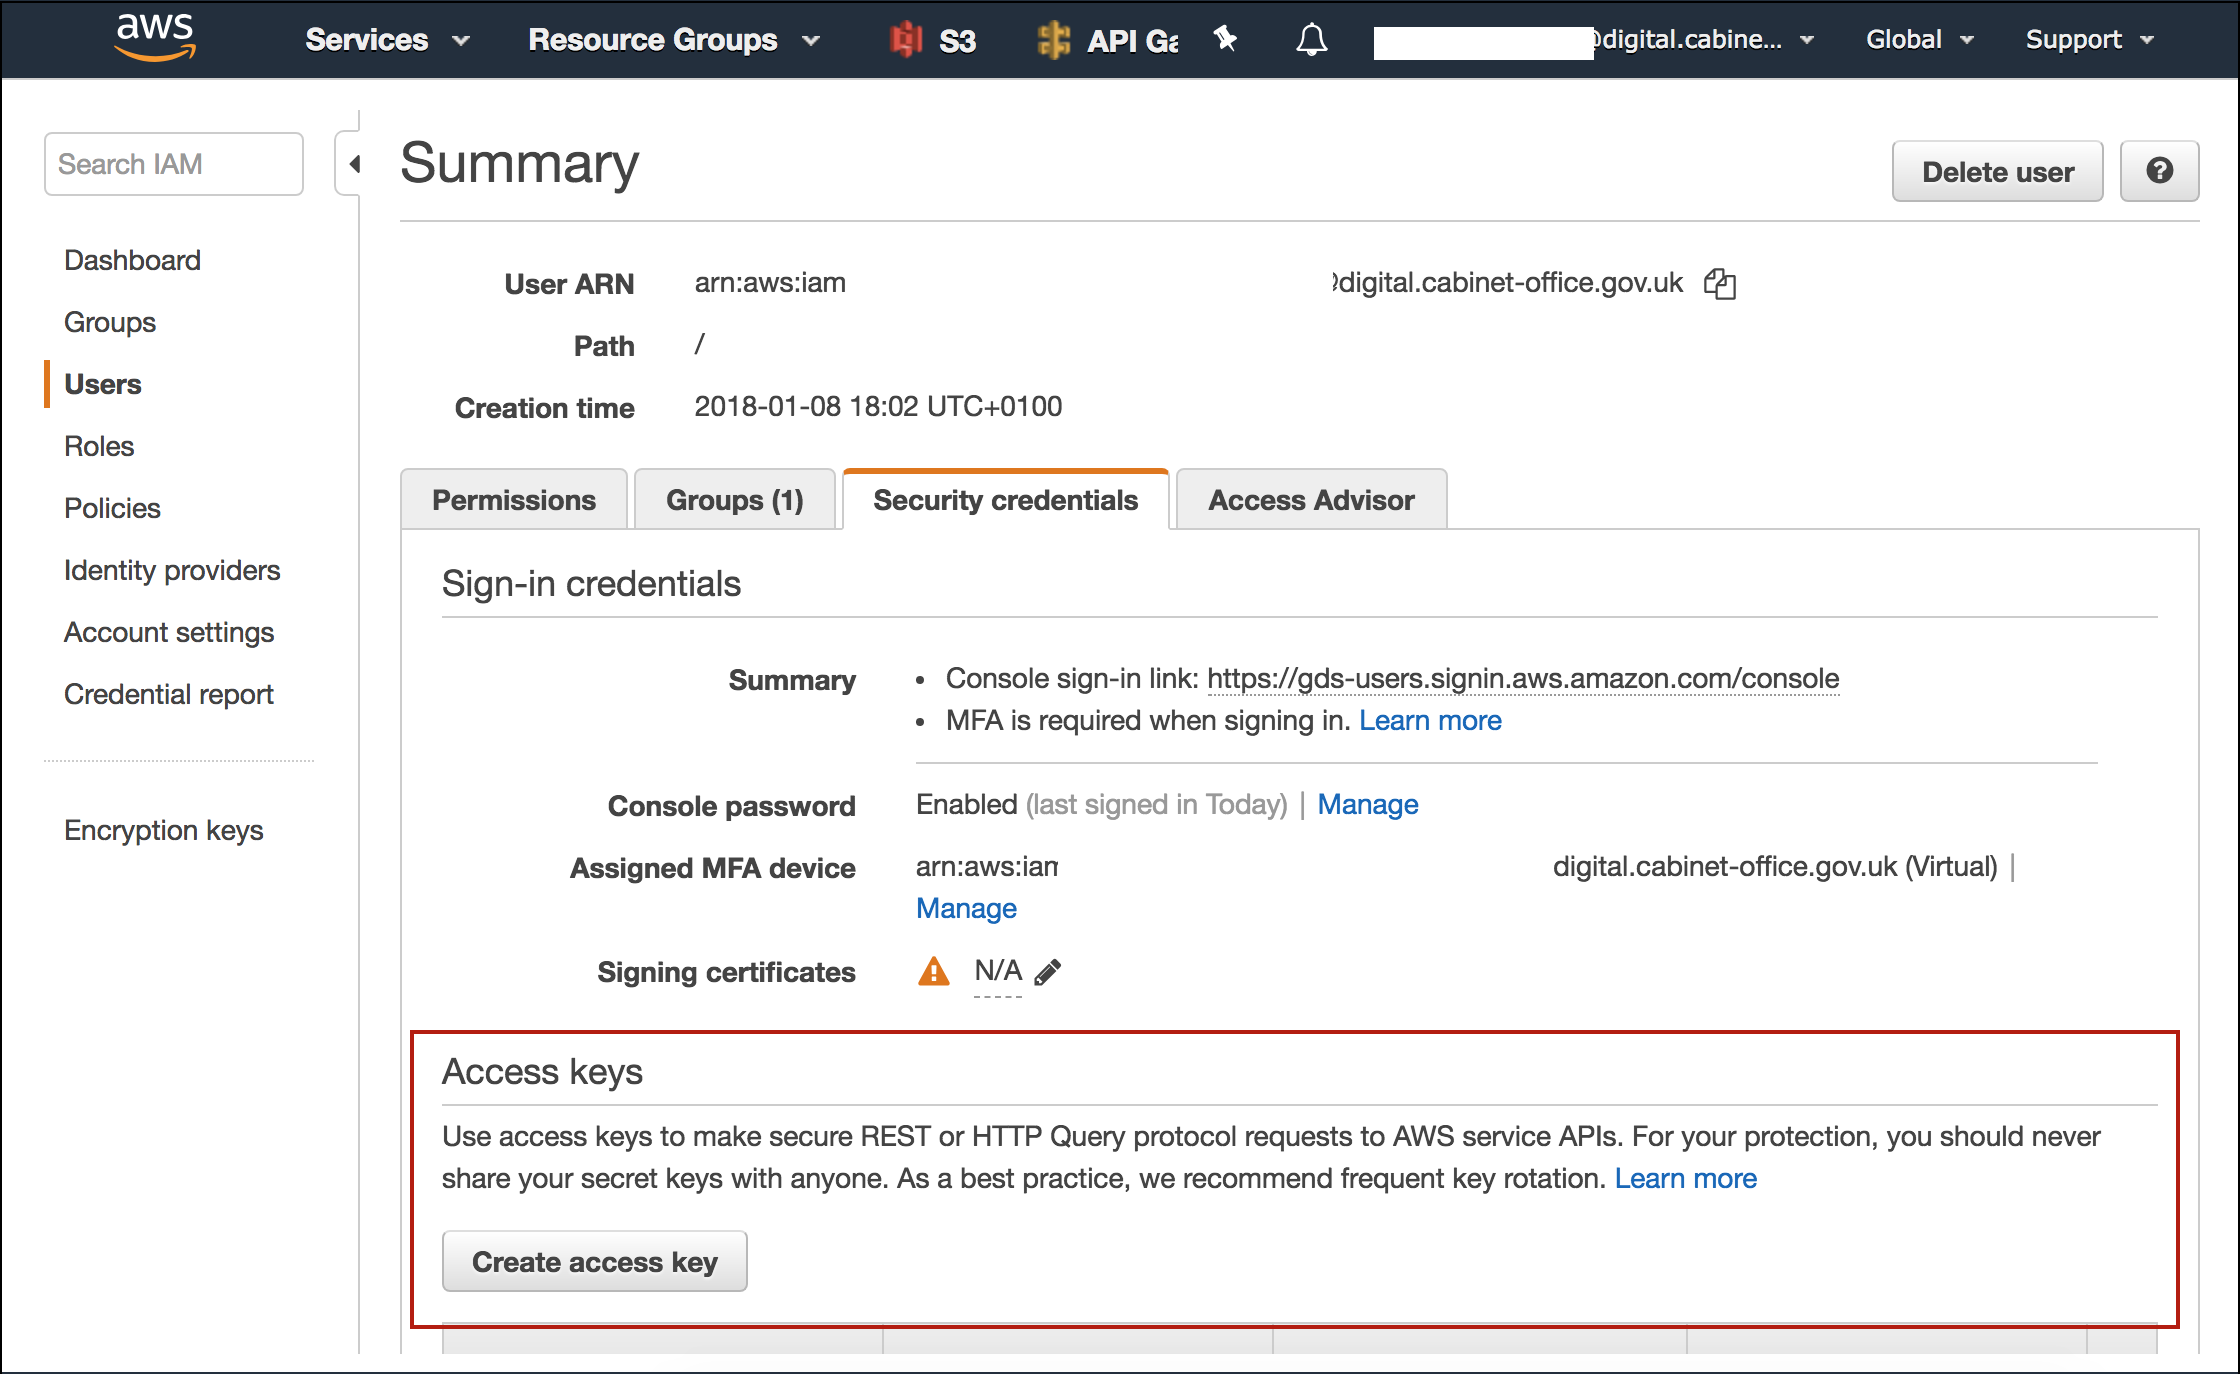 aws Services Resource Groups S3 API Ga digital.cabine... Global Support
Search IAM
Summary
Delete user
?
Dashboard
Groups
Users
Roles
Policies
Identity providers
Account settings
Credential report
Encryption keys
User ARN arn:aws:iam digital.cabinet-office.gov.uk
Path /
Creation time 2018-01-08 18:02 UTC+0100
Permissions Groups (1) Security credentials Access Advisor
Sign-in credentials
Summary • Console sign-in link: https://gds-users.signin.aws.amazon.com/console
• MFA is required when signing in. Learn more
Console password Enabled (last signed in Today) | Manage
Assigned MFA device arn:aws:iam digital.cabinet-office.gov.uk (Virtual) |
Manage
Signing certificates N/A
Access keys
Use access keys to make secure REST or HTTP Query protocol requests to AWS service APIs. For your protection, you should never
share your secret keys with anyone. As a best practice, we recommend frequent key rotation. Learn more
Create access key